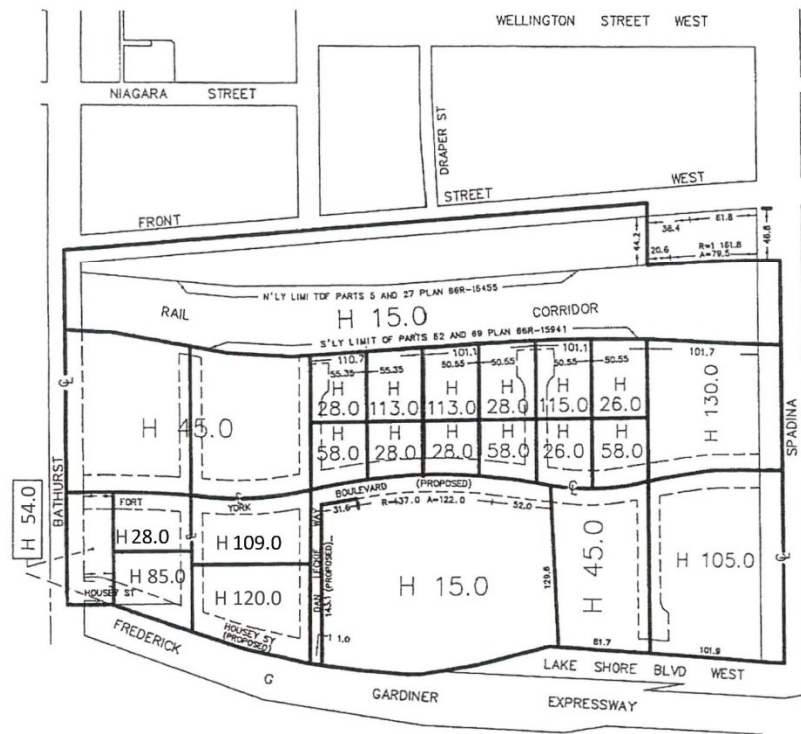 WELLINGTON STREET WEST
NIAGARA STREET
DRAPER ST
STREET WEST
FRONT
36.4
61.8
44.2
20.6
R=1 161.8
A=79.5
46.8
N'LY LIMIT OF PARTS 5 AND 27 PLAN 66R-15455
RAIL
CORRIDOR
H 15.0
S'LY LIMIT OF PARTS 52 AND 69 PLAN 66R-15941
110.7
101.1
101.1
101.7
55.35
55.35
50.55
50.55
50.55
50.55
H 28.0
H 113.0
H 113.0
H 28.0
H 115.0
H 26.0
H 130.0
H 45.0
H 58.0
H 28.0
H 28.0
H 58.0
H 26.0
H 58.0
SPADINA
BATHURST
H 54.0
FORT YORK BOULEVARD (PROPOSED)
31.6
R=437.0 A=122.0
52.0
H 28.0
H 109.0
H 85.0
H 120.0
DAN LECKIE WAY
143.1 (PROPOSED)
H 15.0
129.8
H 45.0
H 105.0
HOUSEY ST
HOUSEY SY
(PROPOSED)
1.0
81.7
101.9
FREDERICK G GARDINER EXPRESSWAY
LAKE SHORE BLVD WEST